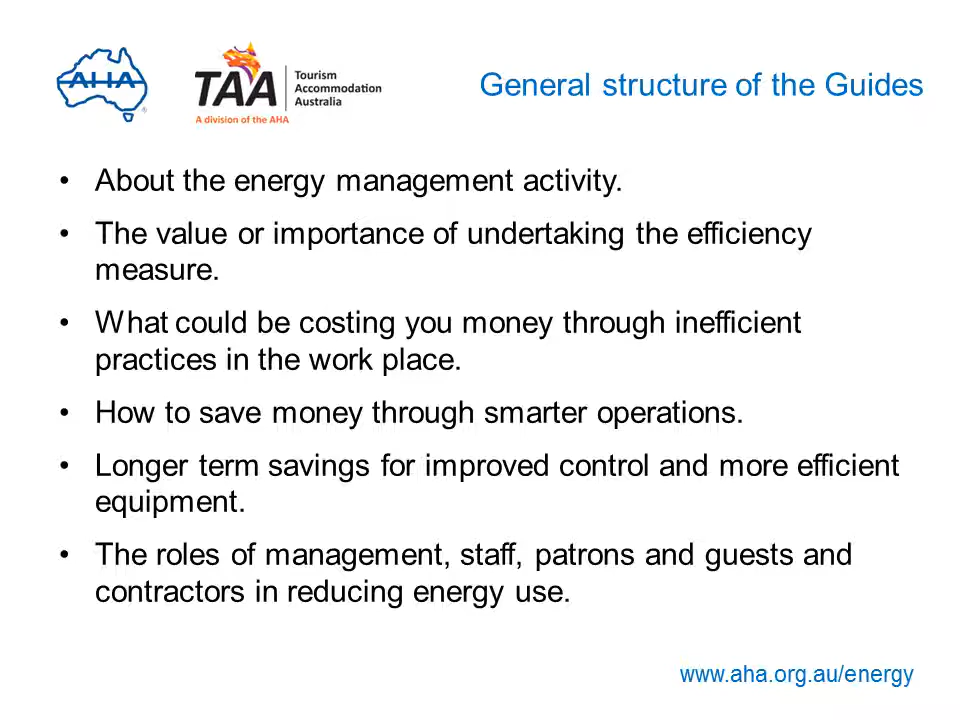 AHA
®
TAA
Tourism
Accommodation
Australia
A division of the AHA
General structure of the Guides
• About the energy management activity.
• The value or importance of undertaking the efficiency
measure.
• What could be costing you money through inefficient
practices in the work place.
• How to save money through smarter operations.
• Longer term savings for improved control and more efficient
equipment.
• The roles of management, staff, patrons and guests and
contractors in reducing energy use.
www.aha.org.au/energy